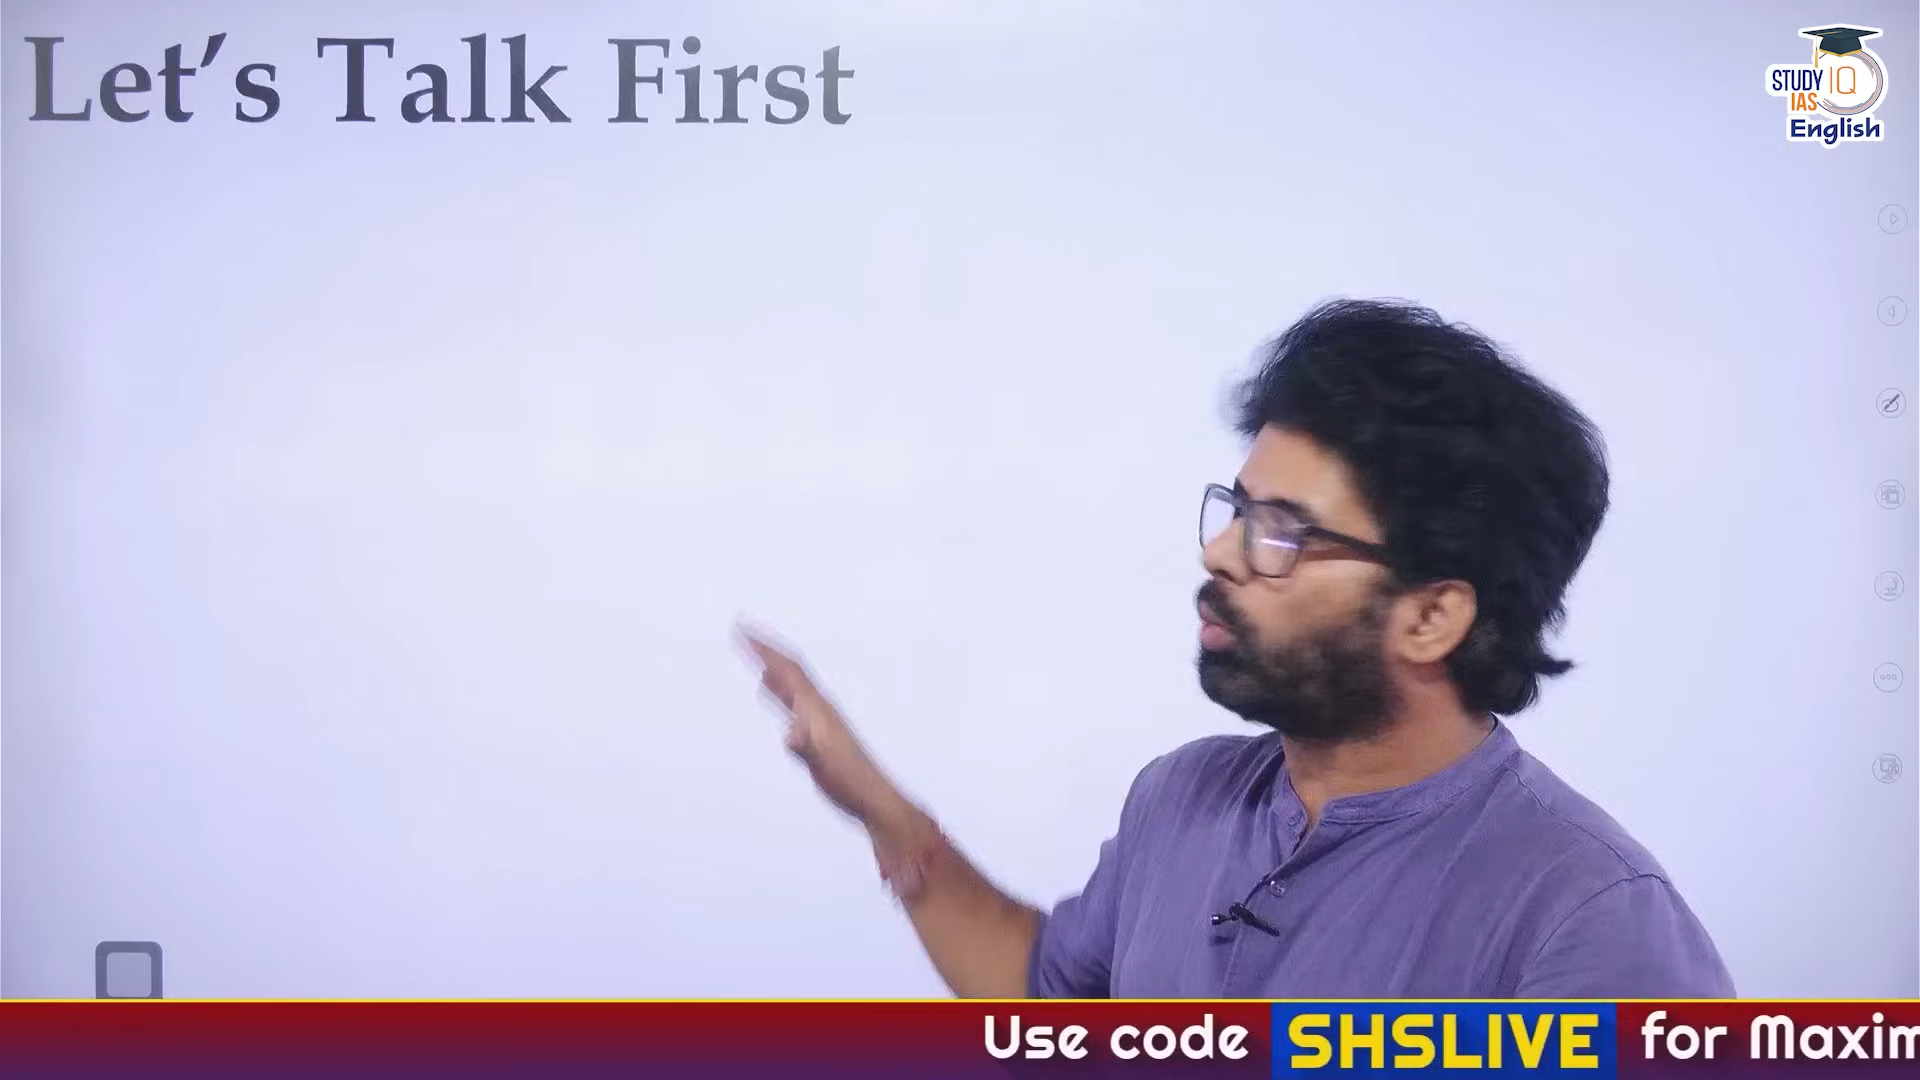 Let's Talk First
STUDY IQ
IAS
English
Use code SHSLIVE for Maxim